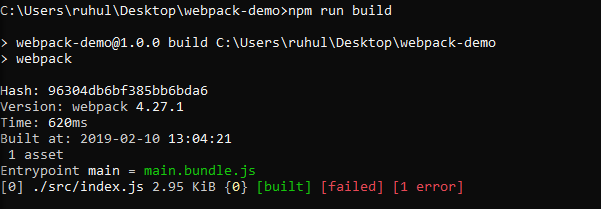 C:\Users\ruhul\Desktop\webpack-demo>npm run build
> webpack-demo@1.0.0 build C:\Users\ruhul\Desktop\webpack-demo
> webpack
Hash: 96304db6bf385bb6bda6
Version: webpack 4.27.1
Time: 620ms
Built at: 2019-02-10 13:04:21
 1 asset
Entrypoint main = main.bundle.js
[0] ./src/index.js 2.95 KiB {0} [built] [failed] [1 error]